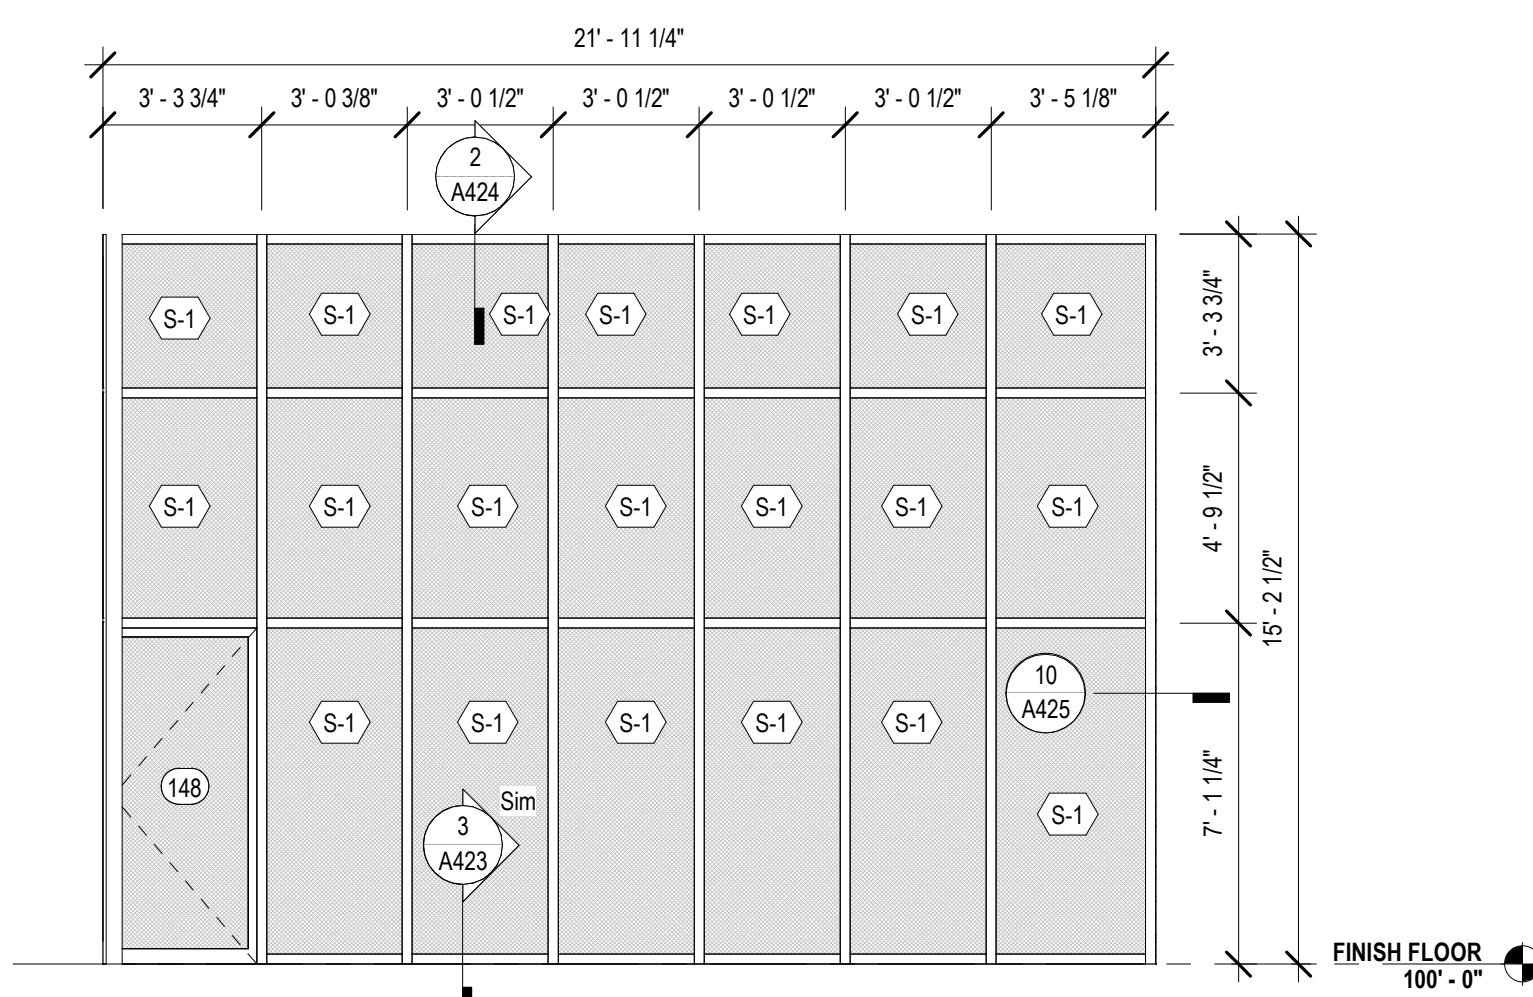 21' - 11 1/4"
3' - 3 3/4" 3' - 0 3/8" 3' - 0 1/2" 3' - 0 1/2" 3' - 0 1/2" 3' - 0 1/2" 3' - 5 1/8"
2
A424
S-1 S-1 S-1 S-1 S-1 S-1 S-1
3' - 3 3/4"
S-1 S-1 S-1 S-1 S-1 S-1 S-1
4' - 9 1/2"
15' - 2 1/2"
10
A425
S-1 S-1 S-1 S-1 S-1
148
Sim
S-1
7' - 1 1/4"
3
A423
FINISH FLOOR
100' - 0"